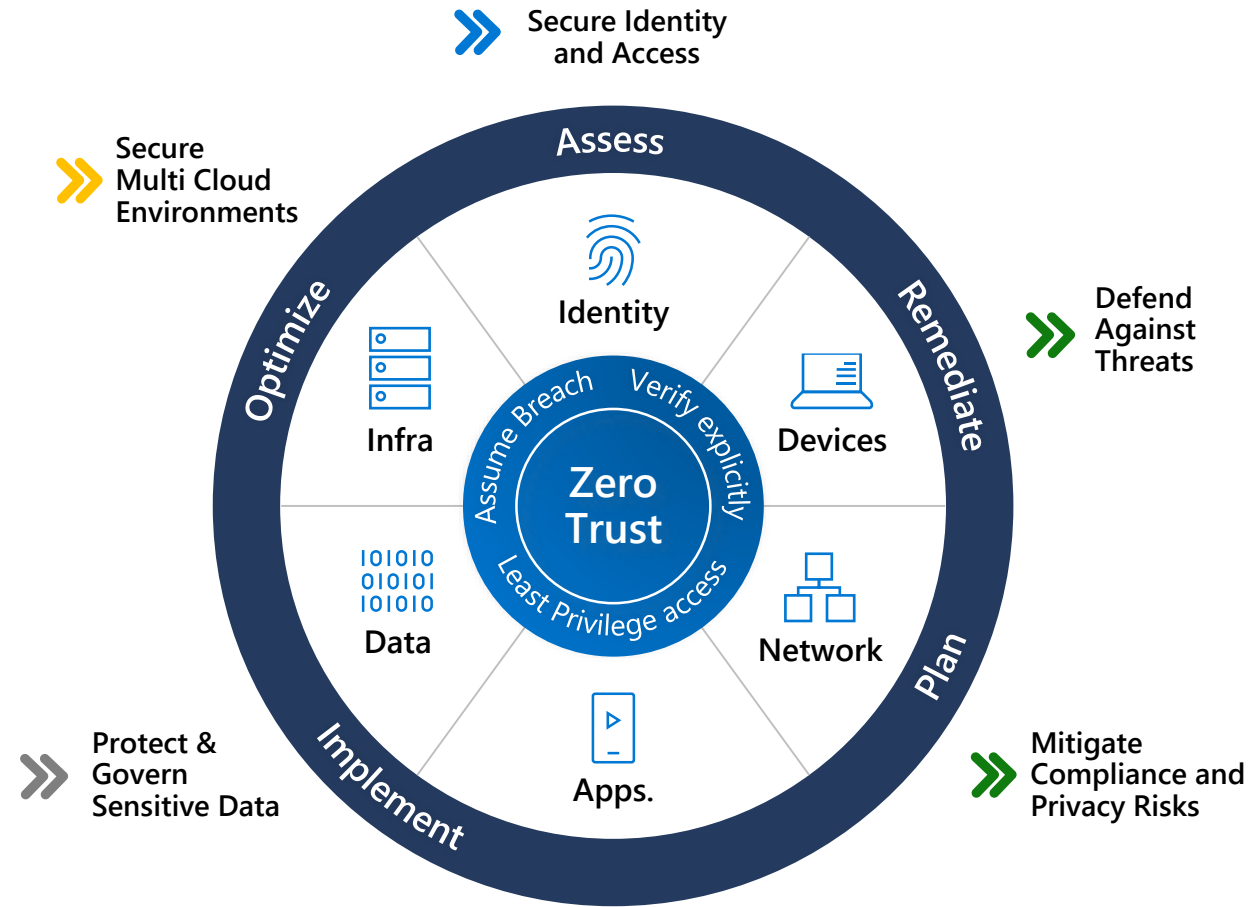 Secure Identity
and Access
Secure
Multi Cloud
Environments
Assess
Defend
Against
Threats
Remediate
Optimize
Identity
Infra
Devices
Assume Breach
Verify explicitly
Zero
Trust
Least Privilege access
101010
010101
101010
Data
Network
Plan
Apps.
Implement
Protect &
Govern
Sensitive Data
Mitigate
Compliance and
Privacy Risks